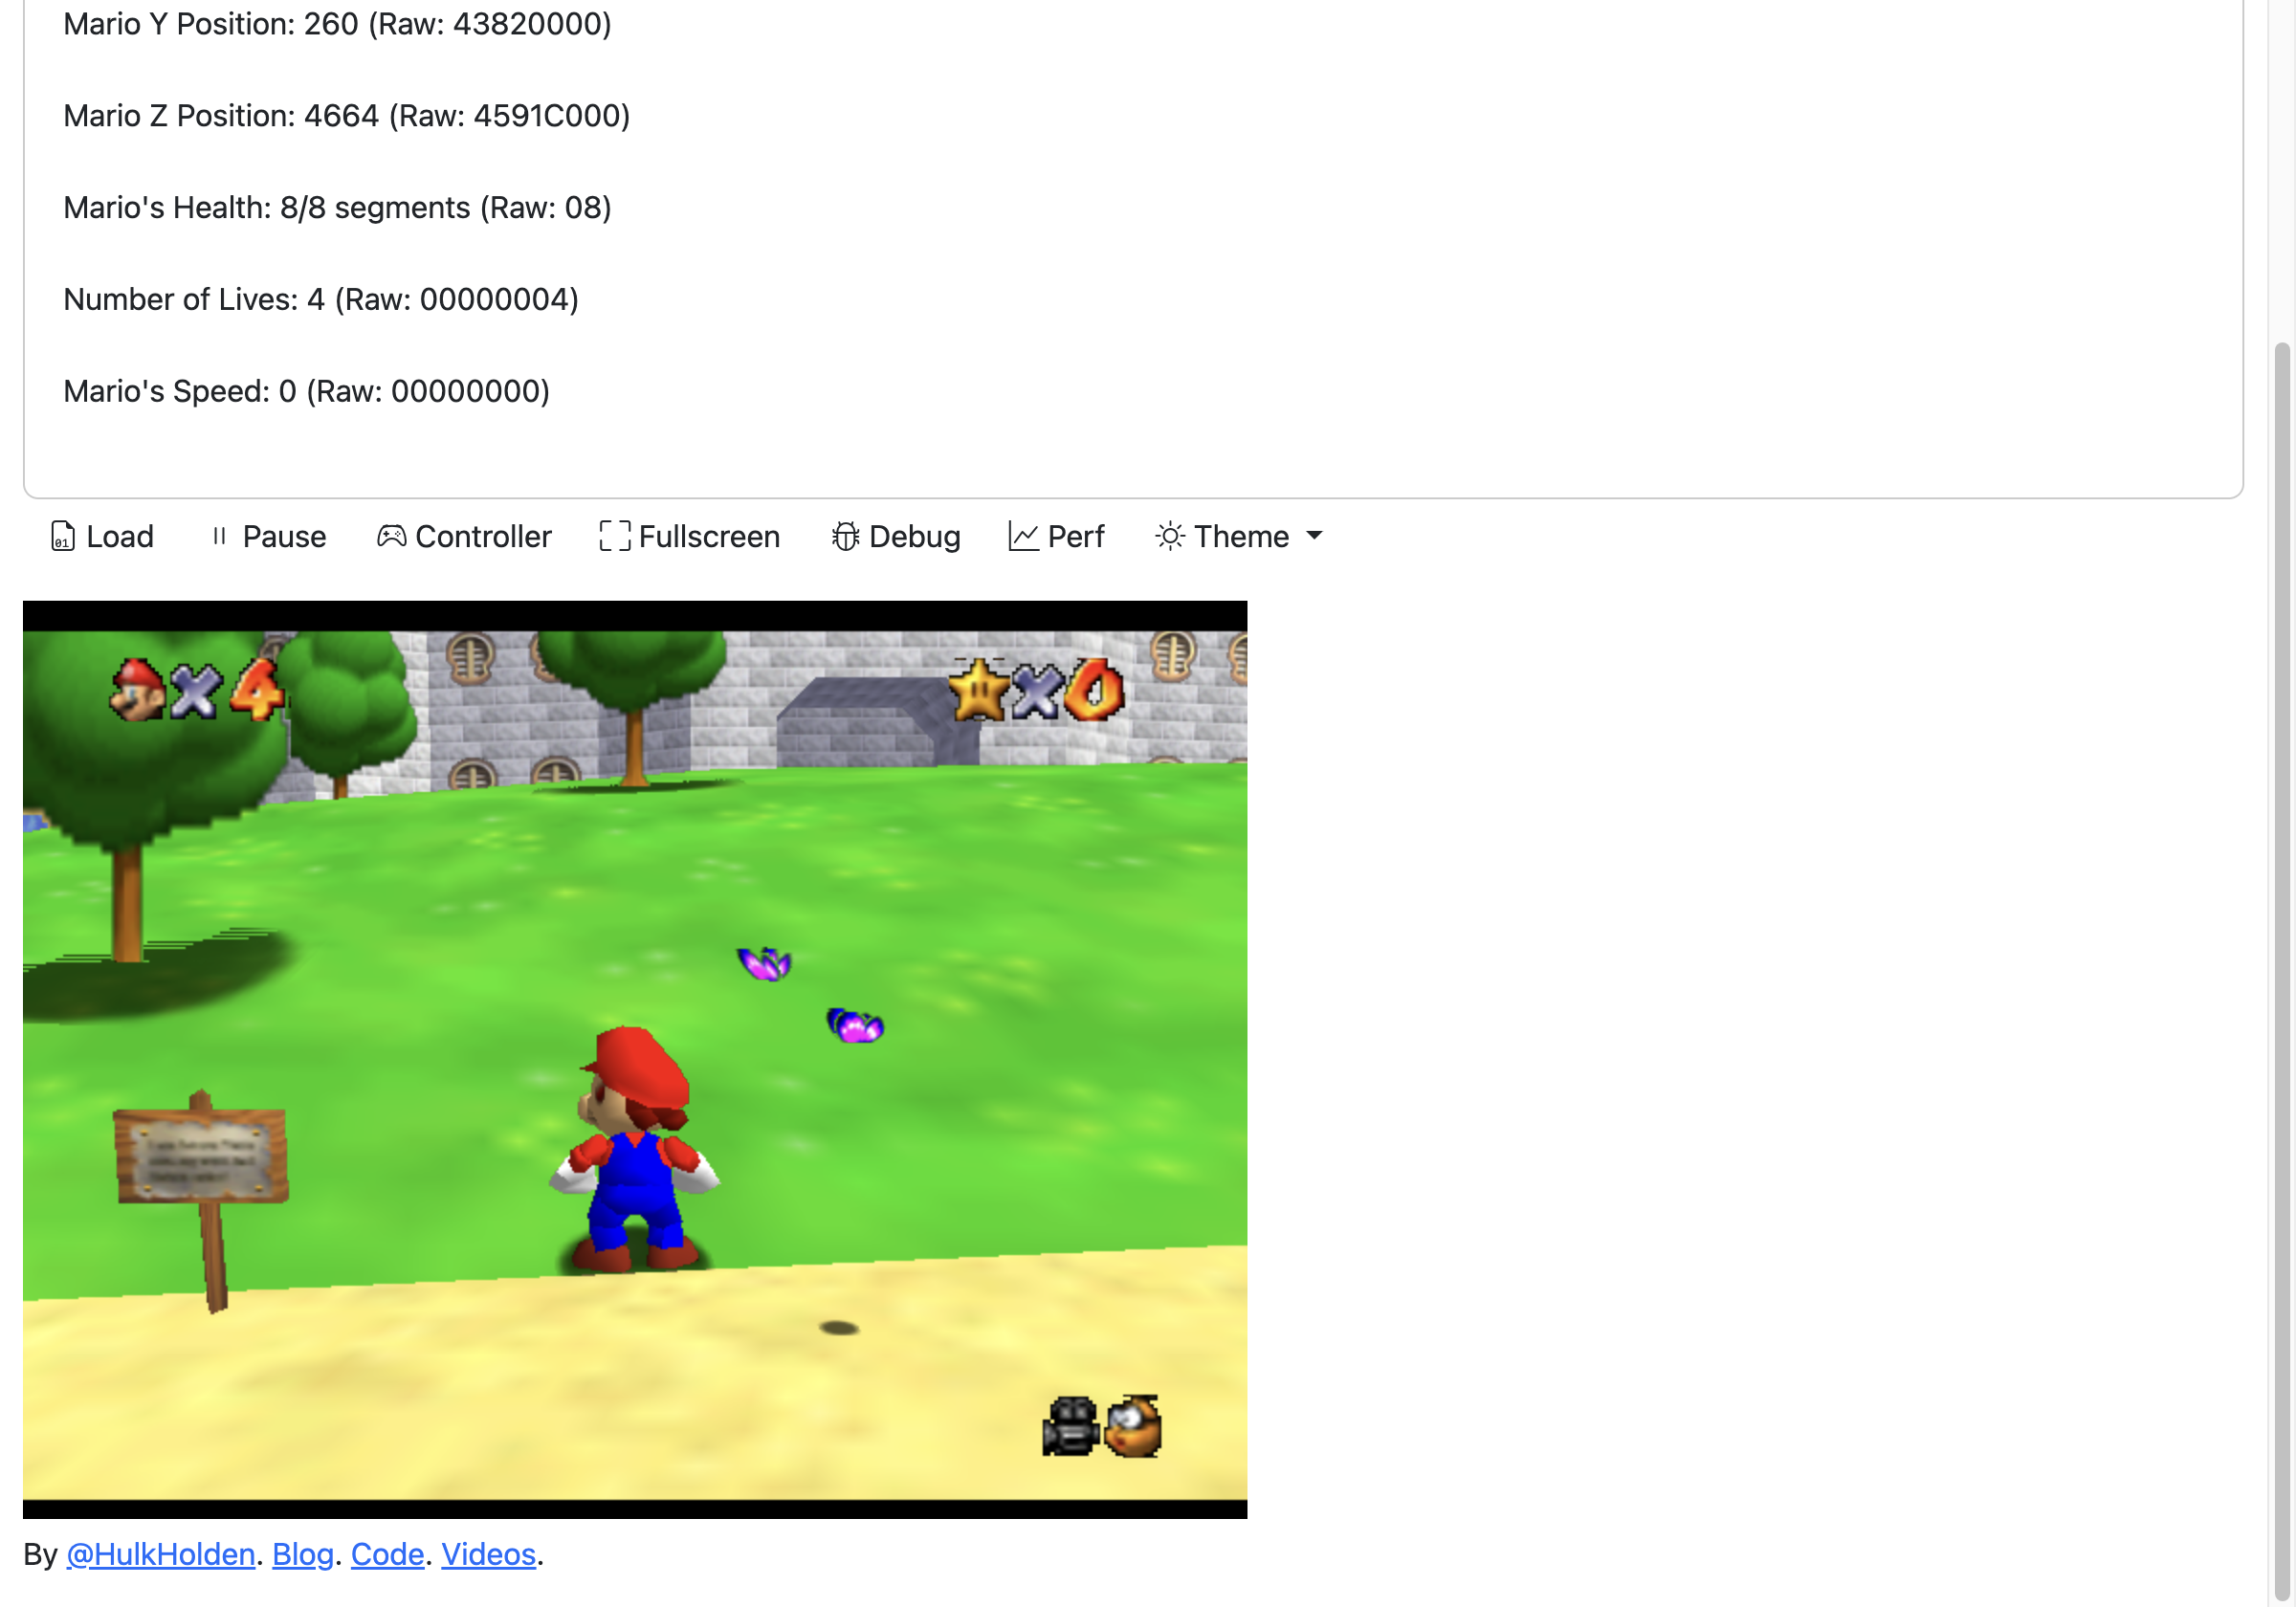 Mario Y Position: 260 (Raw: 43820000)
Mario Z Position: 4664 (Raw: 4591C000)
Mario's Health: 8/8 segments (Raw: 08)
Number of Lives: 4 (Raw: 00000004)
Mario's Speed: 0 (Raw: 00000000)
01 Load Pause Controller Fullscreen Debug Perf Theme
×4 ×0
By @HulkHolden. Blog. Code. Videos.